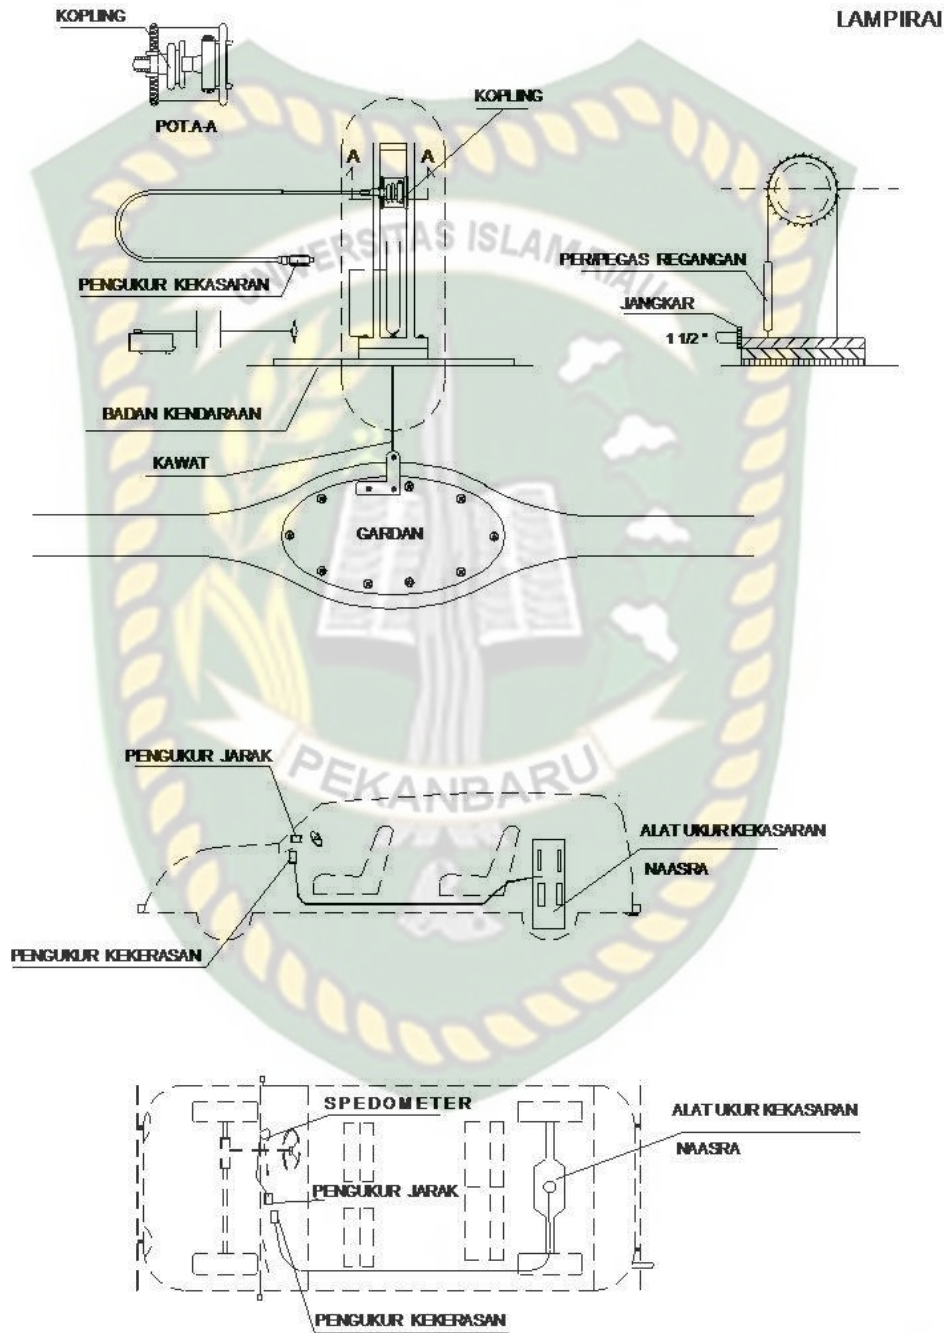 KOPLING
LAMPIRAI
POT.A-A
KOPLING
A A
UNIVERSITAS ISLAM RIAU
PENGUKUR KEKASARAN
PER/PEGAS REGANGAN
JANGKAR
1 1/2 "
BADAN KENDARAAN
KAWAT
GARDAN
PEKANBARU
PENGUKUR JARAK
ALAT UKUR KEKASARAN
NAASRA
PENGUKUR KEKERASAN
SPEDOMETER
ALAT UKUR KEKASARAN
NAASRA
PENGUKUR JARAK
PENGUKUR KEKERASAN